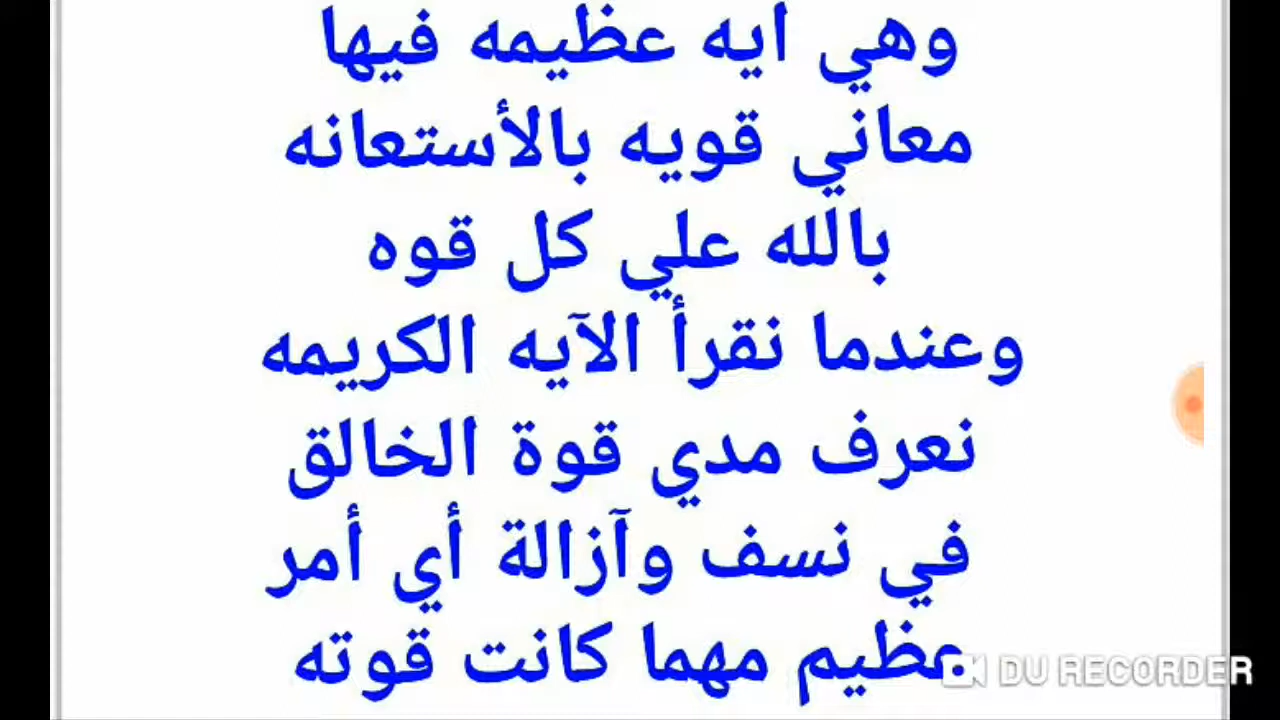 وهي ايه عظيمه فيها
معاني قويه بالأستعانه
بالله علي كل قوه
وعندما نقرأ الآيه الكريمه
نعرف مدي قوة الخالق
في نسف وآزالة أي أمر
عظيم مهما كانت قوته
DU RECORDER